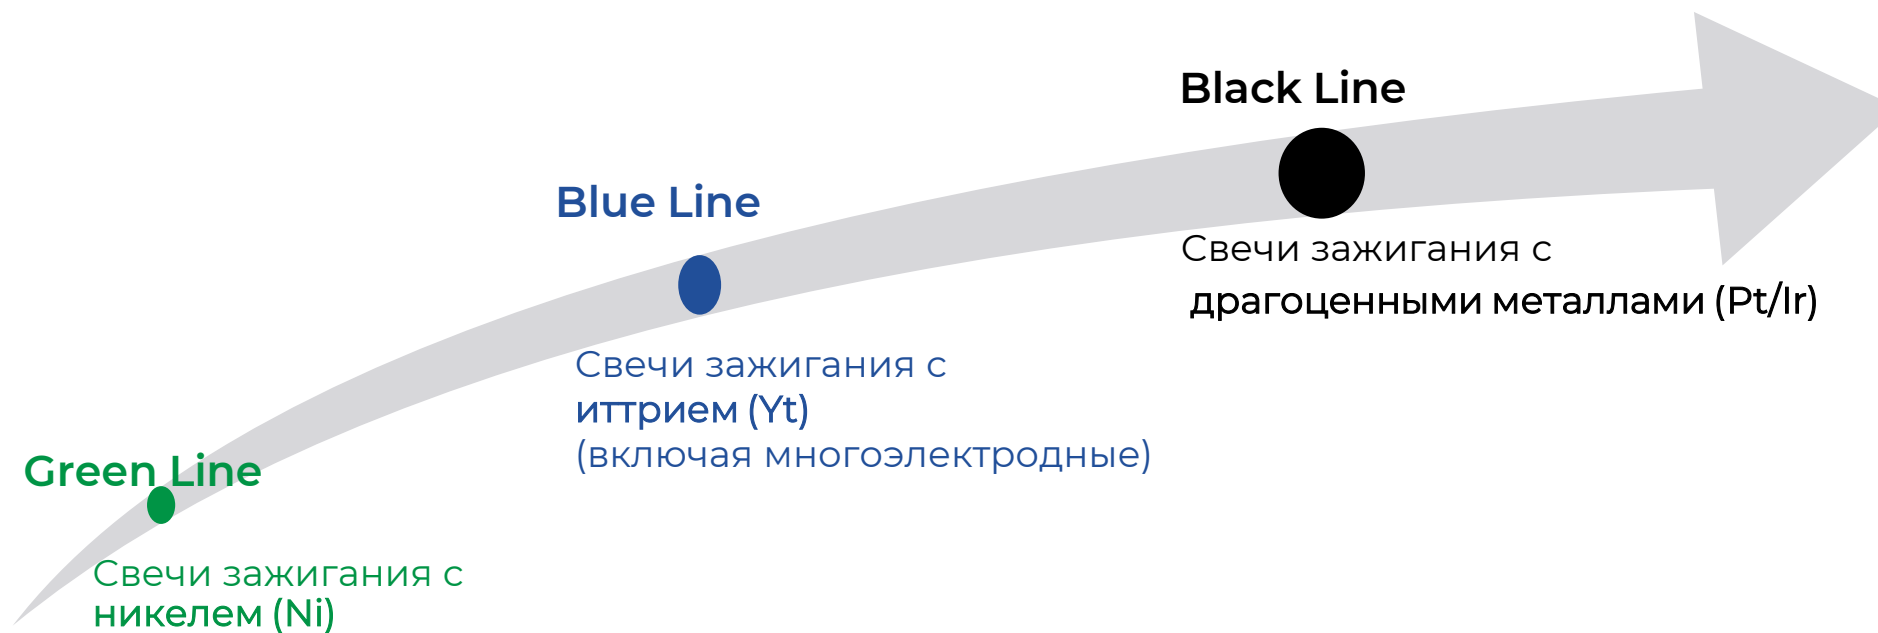 Black Line
Свечи зажигания с
драгоценными металлами (Pt/Ir)
Blue Line
Свечи зажигания с
иттрием (Yt)
(включая многоэлектродные)
Green Line
Свечи зажигания с
никелем (Ni)